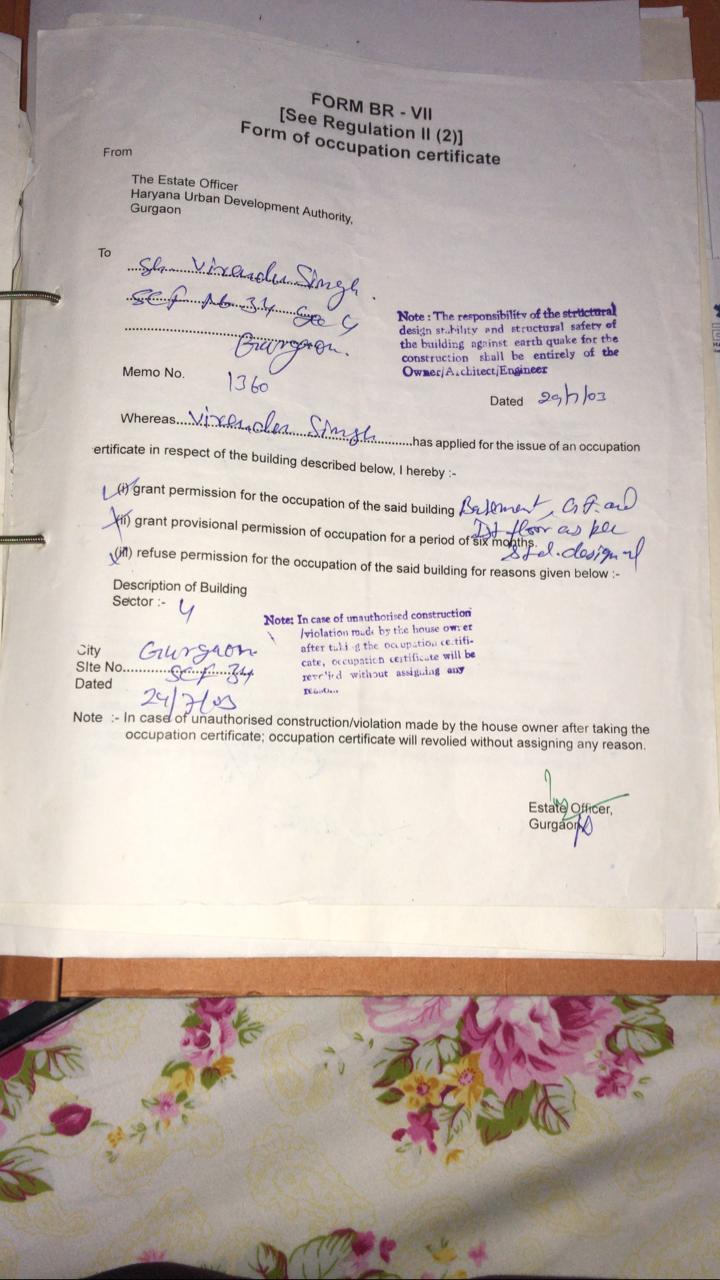 FORM BR - VII
[See Regulation II (2)]
Form of occupation certificate
From
The Estate Officer
Haryana Urban Development Authority,
Gurgaon
To
Sh. Virender Singh
SCF No 34 Sec 4
Gurgaon.
Note : The responsibility of the structural
design stability and structural safety of
the building against earth quake for the
construction shall be entirely of the
Owner/Architect/Engineer
Memo No. 1360
Dated 29/7/03
Whereas Virender Singh has applied for the issue of an occupation
ertificate in respect of the building described below, I hereby :-
(i) grant permission for the occupation of the said building Basement, G.F. and
Ist floor as per
(ii) grant provisional permission of occupation for a period of six months.
Std. design
(iii) refuse permission for the occupation of the said building for reasons given below :-
Description of Building
Sector :- 4
Note: In case of unauthorised construction
/violation made by the house owner
after taking the occupation certifi-
cate, occupation certificate will be
without assigning any
City Gurgaon
SIte No. SCF 34
Dated
29/7/03
Note :- In case of unauthorised construction/violation made by the house owner after taking the
occupation certificate; occupation certificate will revolied without assigning any reason.
Estate Officer,
Gurgaon